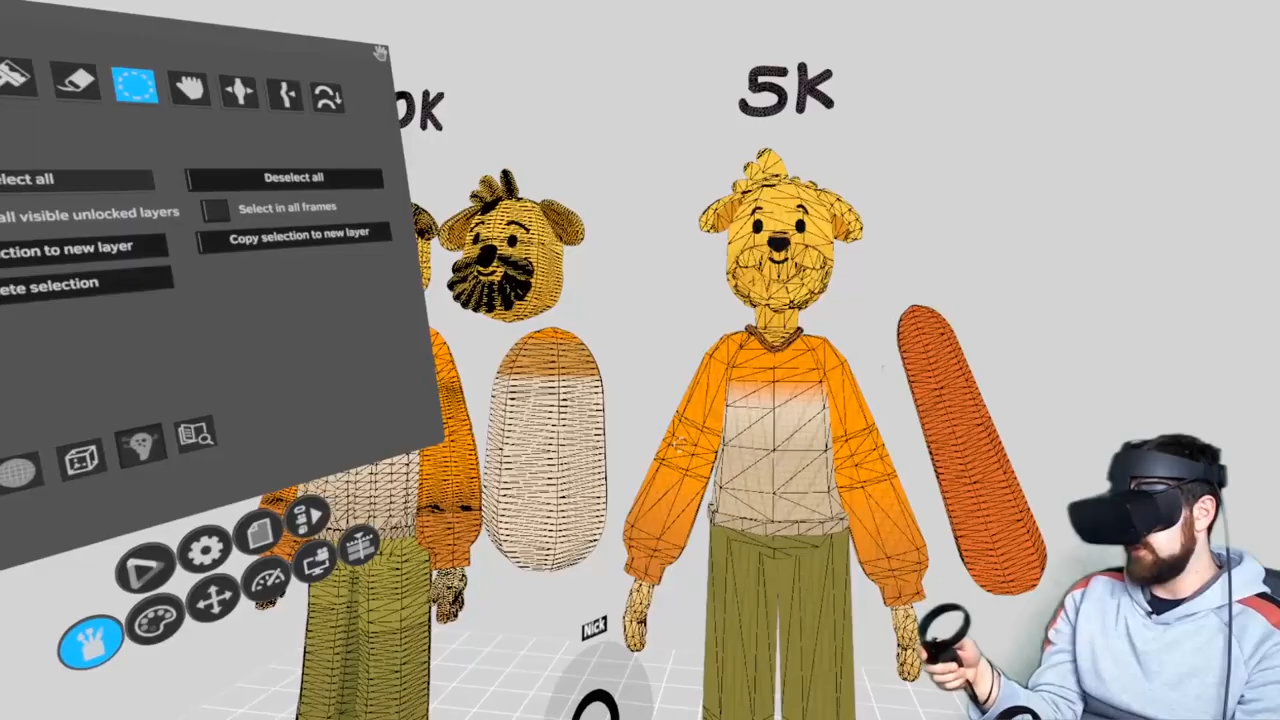 0K
5K
elect all
Deselect all
all visible unlocked layers
Select in all frames
ction to new layer
Copy selection to new layer
ete selection
Nick